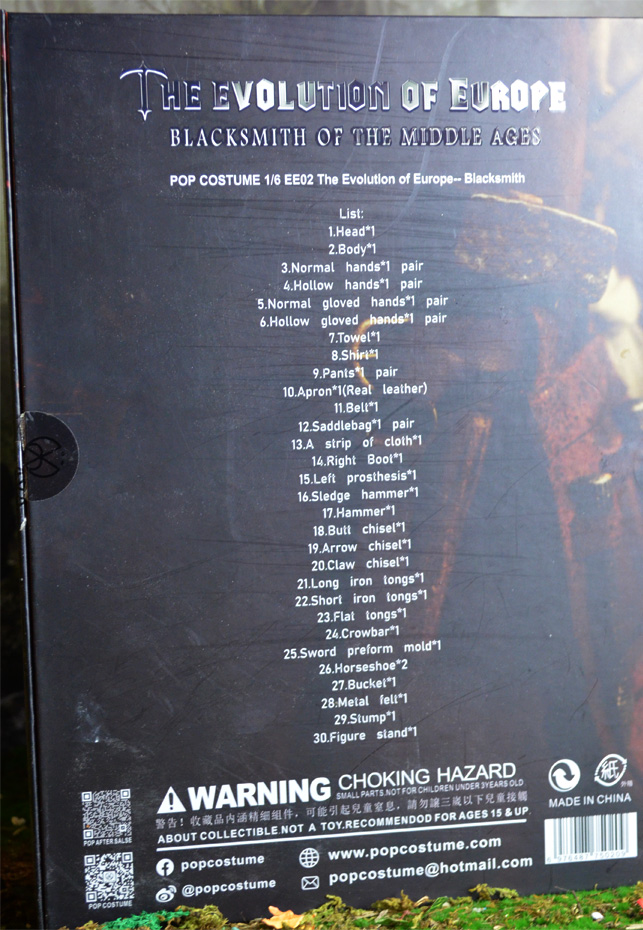 THE EVOLUTION OF EUROPE
BLACKSMITH OF THE MIDDLE AGES
POP COSTUME 1/6 EE02 The Evolution of Europe-- Blacksmith
List:
1.Head*1
2.Body*1
3.Normal hands*1 pair
4.Hollow hands*1 pair
5.Normal gloved hands*1 pair
6.Hollow gloved hands*1 pair
7.Towel*1
8.Shirt*1
9.Pants*1 pair
10.Apron*1(Real leather)
11.Belt*1
12.Saddlebag*1 pair
13.A strip of cloth*1
14.Right Boot*1
15.Left prosthesis*1
16.Sledge hammer*1
17.Hammer*1
18.Butt chisel*1
19.Arrow chisel*1
20.Claw chisel*1
21.Long iron tongs*1
22.Short iron tongs*1
23.Flat tongs*1
24.Crowbar*1
25.Sword preform mold*1
26.Horseshoe*2
27.Bucket*1
28.Metal felt*1
29.Stump*1
30.Figure stand*1
WARNING CHOKING HAZARD
SMALL PARTS.NOT FOR CHILDREN UNDER 3YEARS OLD
警告！收藏品内涵精細組件，可能引起兒童窒息，請勿讓三歲以下兒童接觸
ABOUT COLLECTIBLE NOT A TOY.RECOMMENDOD FOR AGES 15 & UP.
POP AFTER.SALSE
popcostume
www.popcostume.com
@popcostume
popcostume@hotmail.com
POP COSTUME
紙
外格
MADE IN CHINA